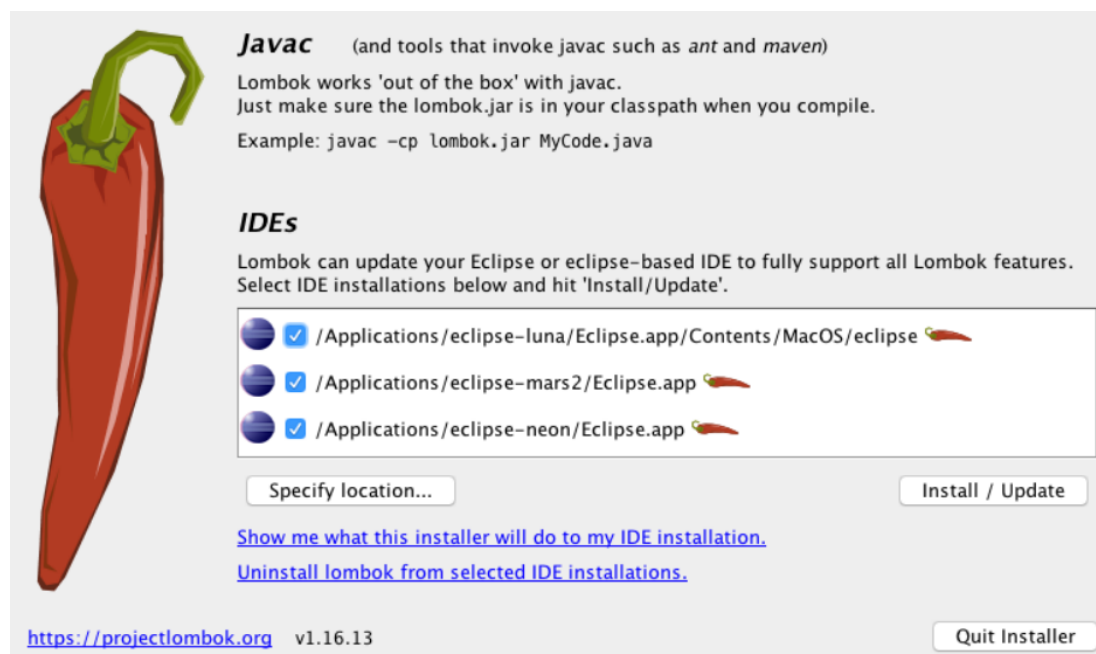 Javac (and tools that invoke javac such as ant and maven)
Lombok works 'out of the box' with javac.
Just make sure the lombok.jar is in your classpath when you compile.
Example: javac -cp lombok.jar MyCode.java
IDEs
Lombok can update your Eclipse or eclipse-based IDE to fully support all Lombok features.
Select IDE installations below and hit 'Install/Update'.
/Applications/eclipse-luna/Eclipse.app/Contents/MacOS/eclipse
/Applications/eclipse-mars2/Eclipse.app
/Applications/eclipse-neon/Eclipse.app
Specify location... Install / Update
Show me what this installer will do to my IDE installation.
Uninstall lombok from selected IDE installations.
https://projectlombok.org v1.16.13 Quit Installer